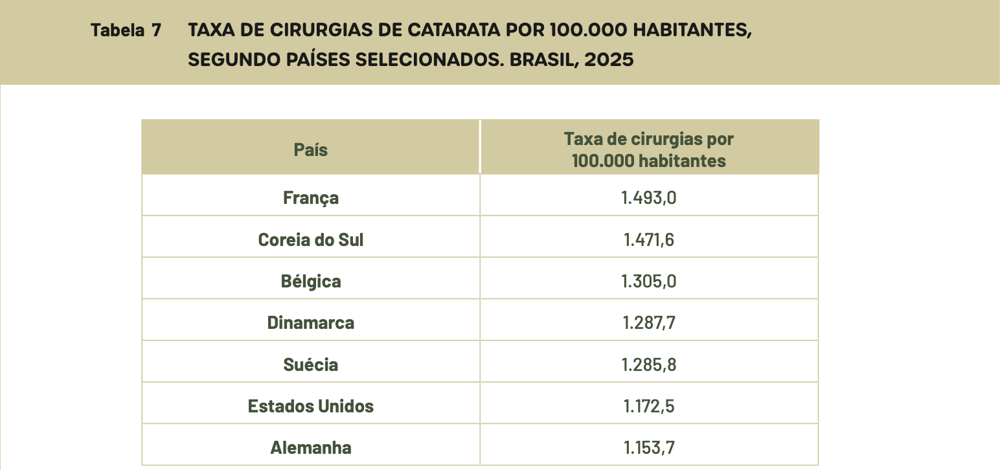 Tabela 7 TAXA DE CIRURGIAS DE CATARATA POR 100.000 HABITANTES,
SEGUNDO PAÍSES SELECIONADOS. BRASIL, 2025
País
Taxa de cirurgias por
100.000 habitantes
França 1.493,0
Coreia do Sul 1.471,6
Bélgica 1.305,0
Dinamarca 1.287,7
Suécia 1.285,8
Estados Unidos 1.172,5
Alemanha 1.153,7